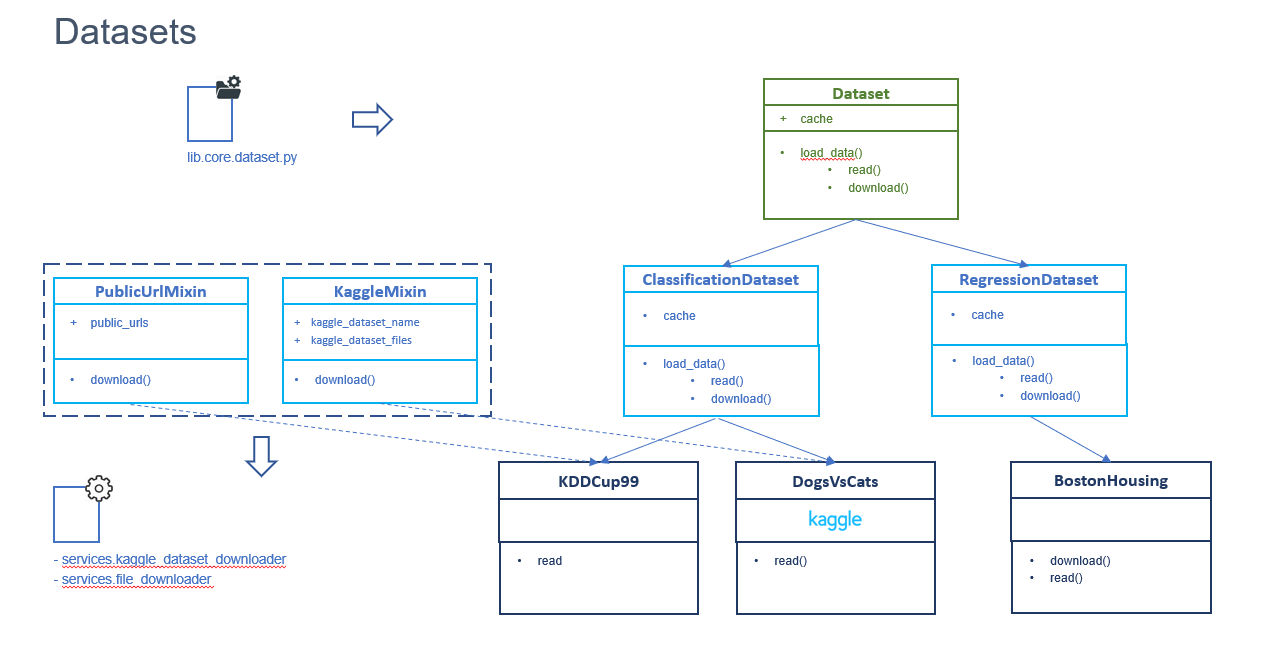 Datasets
lib.core.dataset.py
Dataset
+ cache
• load_data()
• read()
• download()
PublicUrlMixin
+ public_urls
• download()
KaggleMixin
+ kaggle_dataset_name
+ kaggle_dataset_files
• download()
ClassificationDataset
• cache
• load_data()
• read()
• download()
RegressionDataset
• cache
• load_data()
• read()
• download()
- services.kaggle_dataset_downloader
- services.file_downloader
KDDCup99
• read
DogsVsCats
kaggle
• read()
BostonHousing
• download()
• read()